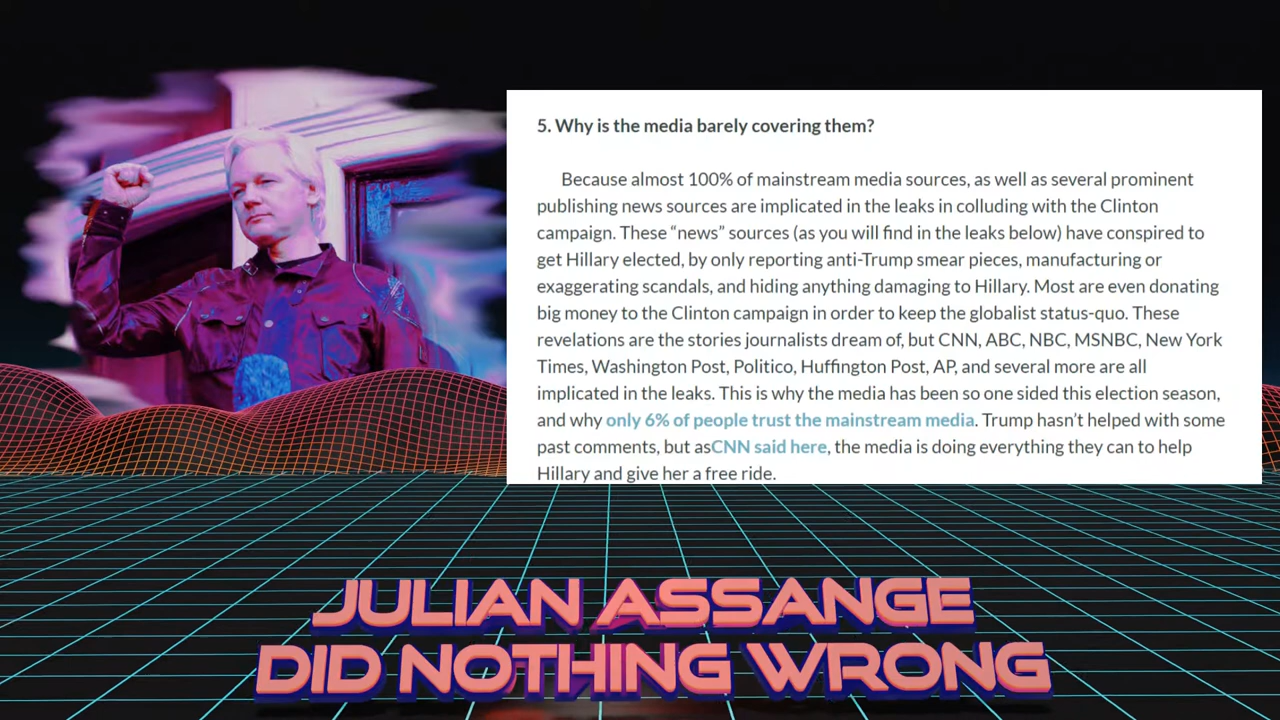 5. Why is the media barely covering them?
Because almost 100% of mainstream media sources, as well as several prominent
publishing news sources are implicated in the leaks in colluding with the Clinton
campaign. These “news” sources (as you will find in the leaks below) have conspired to
get Hillary elected, by only reporting anti-Trump smear pieces, manufacturing or
exaggerating scandals, and hiding anything damaging to Hillary. Most are even donating
big money to the Clinton campaign in order to keep the globalist status-quo. These
revelations are the stories journalists dream of, but CNN, ABC, NBC, MSNBC, New York
Times, Washington Post, Politico, Huffington Post, AP, and several more are all
implicated in the leaks. This is why the media has been so one sided this election season,
and why only 6% of people trust the mainstream media. Trump hasn’t helped with some
past comments, but asCNN said here, the media is doing everything they can to help
Hillary and give her a free ride.
JULIAN ASSANGE
DID NOTHING WRONG